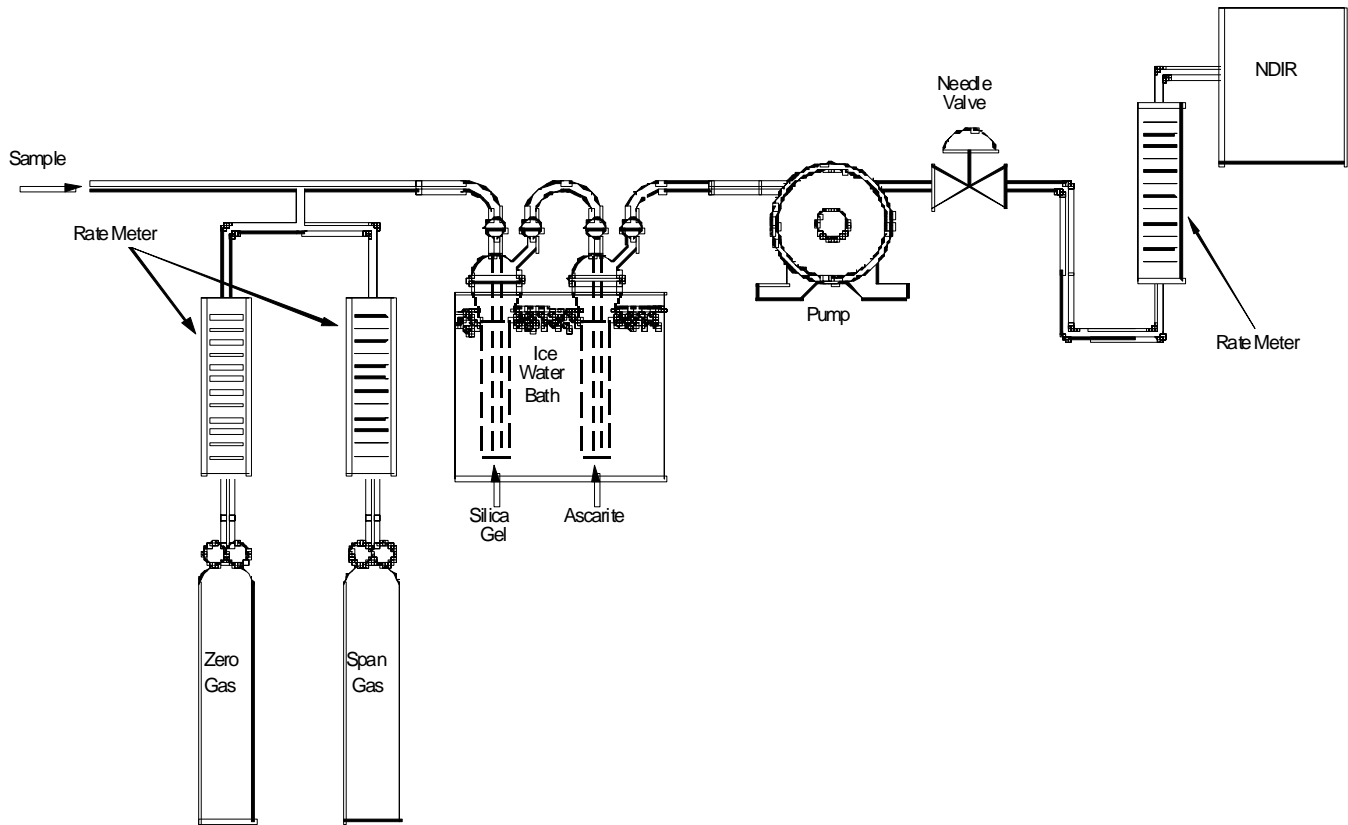 NDIR
Needle
Valve
Sample
Rate Meter
Pump
Rate Meter
Ice
Water
Bath
Silica
Gel
Ascarite
Zero
Gas
Span
Gas